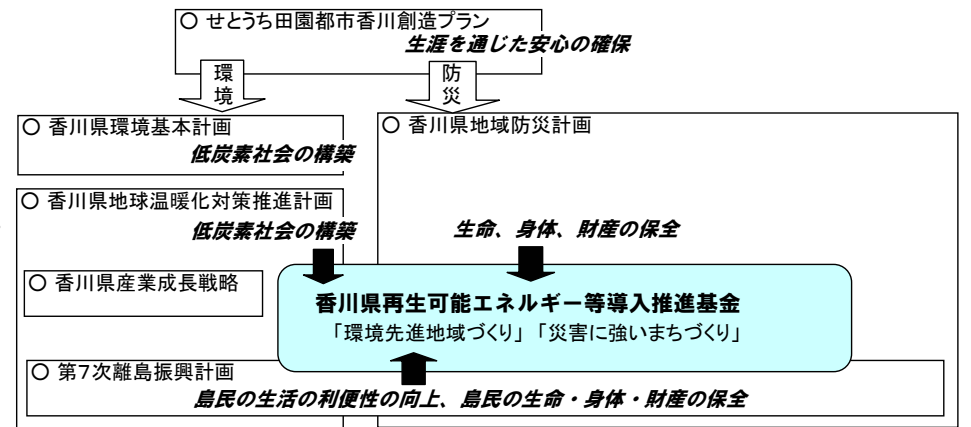 ○ せとうち田園都市香川創造プラン
生涯を通じた安心の確保
環境
防災
○ 香川県環境基本計画
低炭素社会の構築
○ 香川県地域防災計画
○ 香川県地球温暖化対策推進計画
低炭素社会の構築
生命、身体、財産の保全
○ 香川県産業成長戦略
香川県再生可能エネルギー等導入推進基金
「環境先進地域づくり」「災害に強いまちづくり」
○ 第7次離島振興計画
島民の生活の利便性の向上、島民の生命・身体・財産の保全